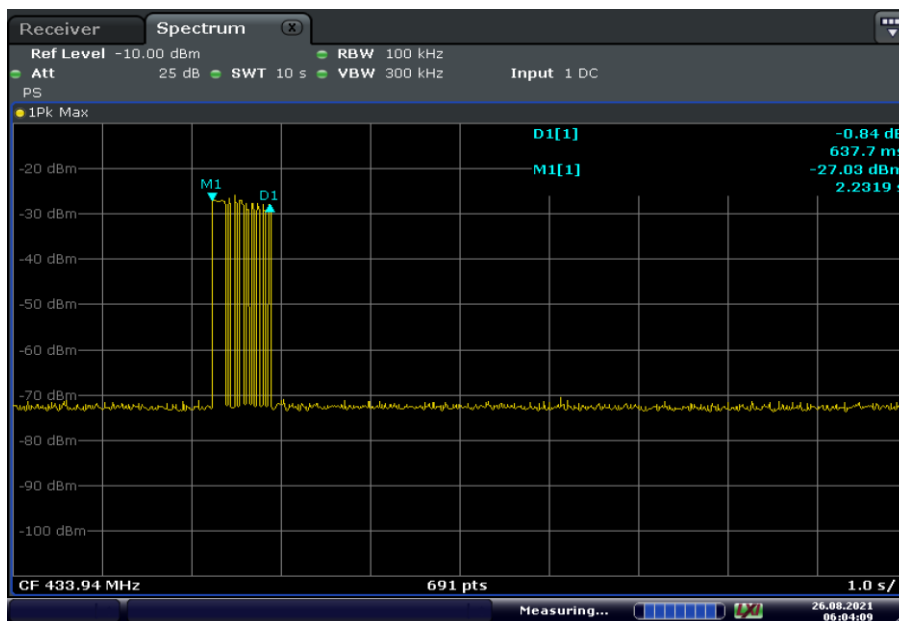 Receiver Spectrum X
Ref Level -10.00 dBm RBW 100 kHz
Att 25 dB SWT 10 s VBW 300 kHz Input 1 DC
PS
1Pk Max
D1[1] -0.84 dB
637.7 ms
-20 dBm M1[1] -27.03 dBm
2.2319 s
M1
D1
-30 dBm
-40 dBm
-50 dBm
-60 dBm
-70 dBm
-80 dBm
-90 dBm
-100 dBm
CF 433.94 MHz 691 pts 1.0 s/
Measuring... LXI 26.08.2021
06:04:09